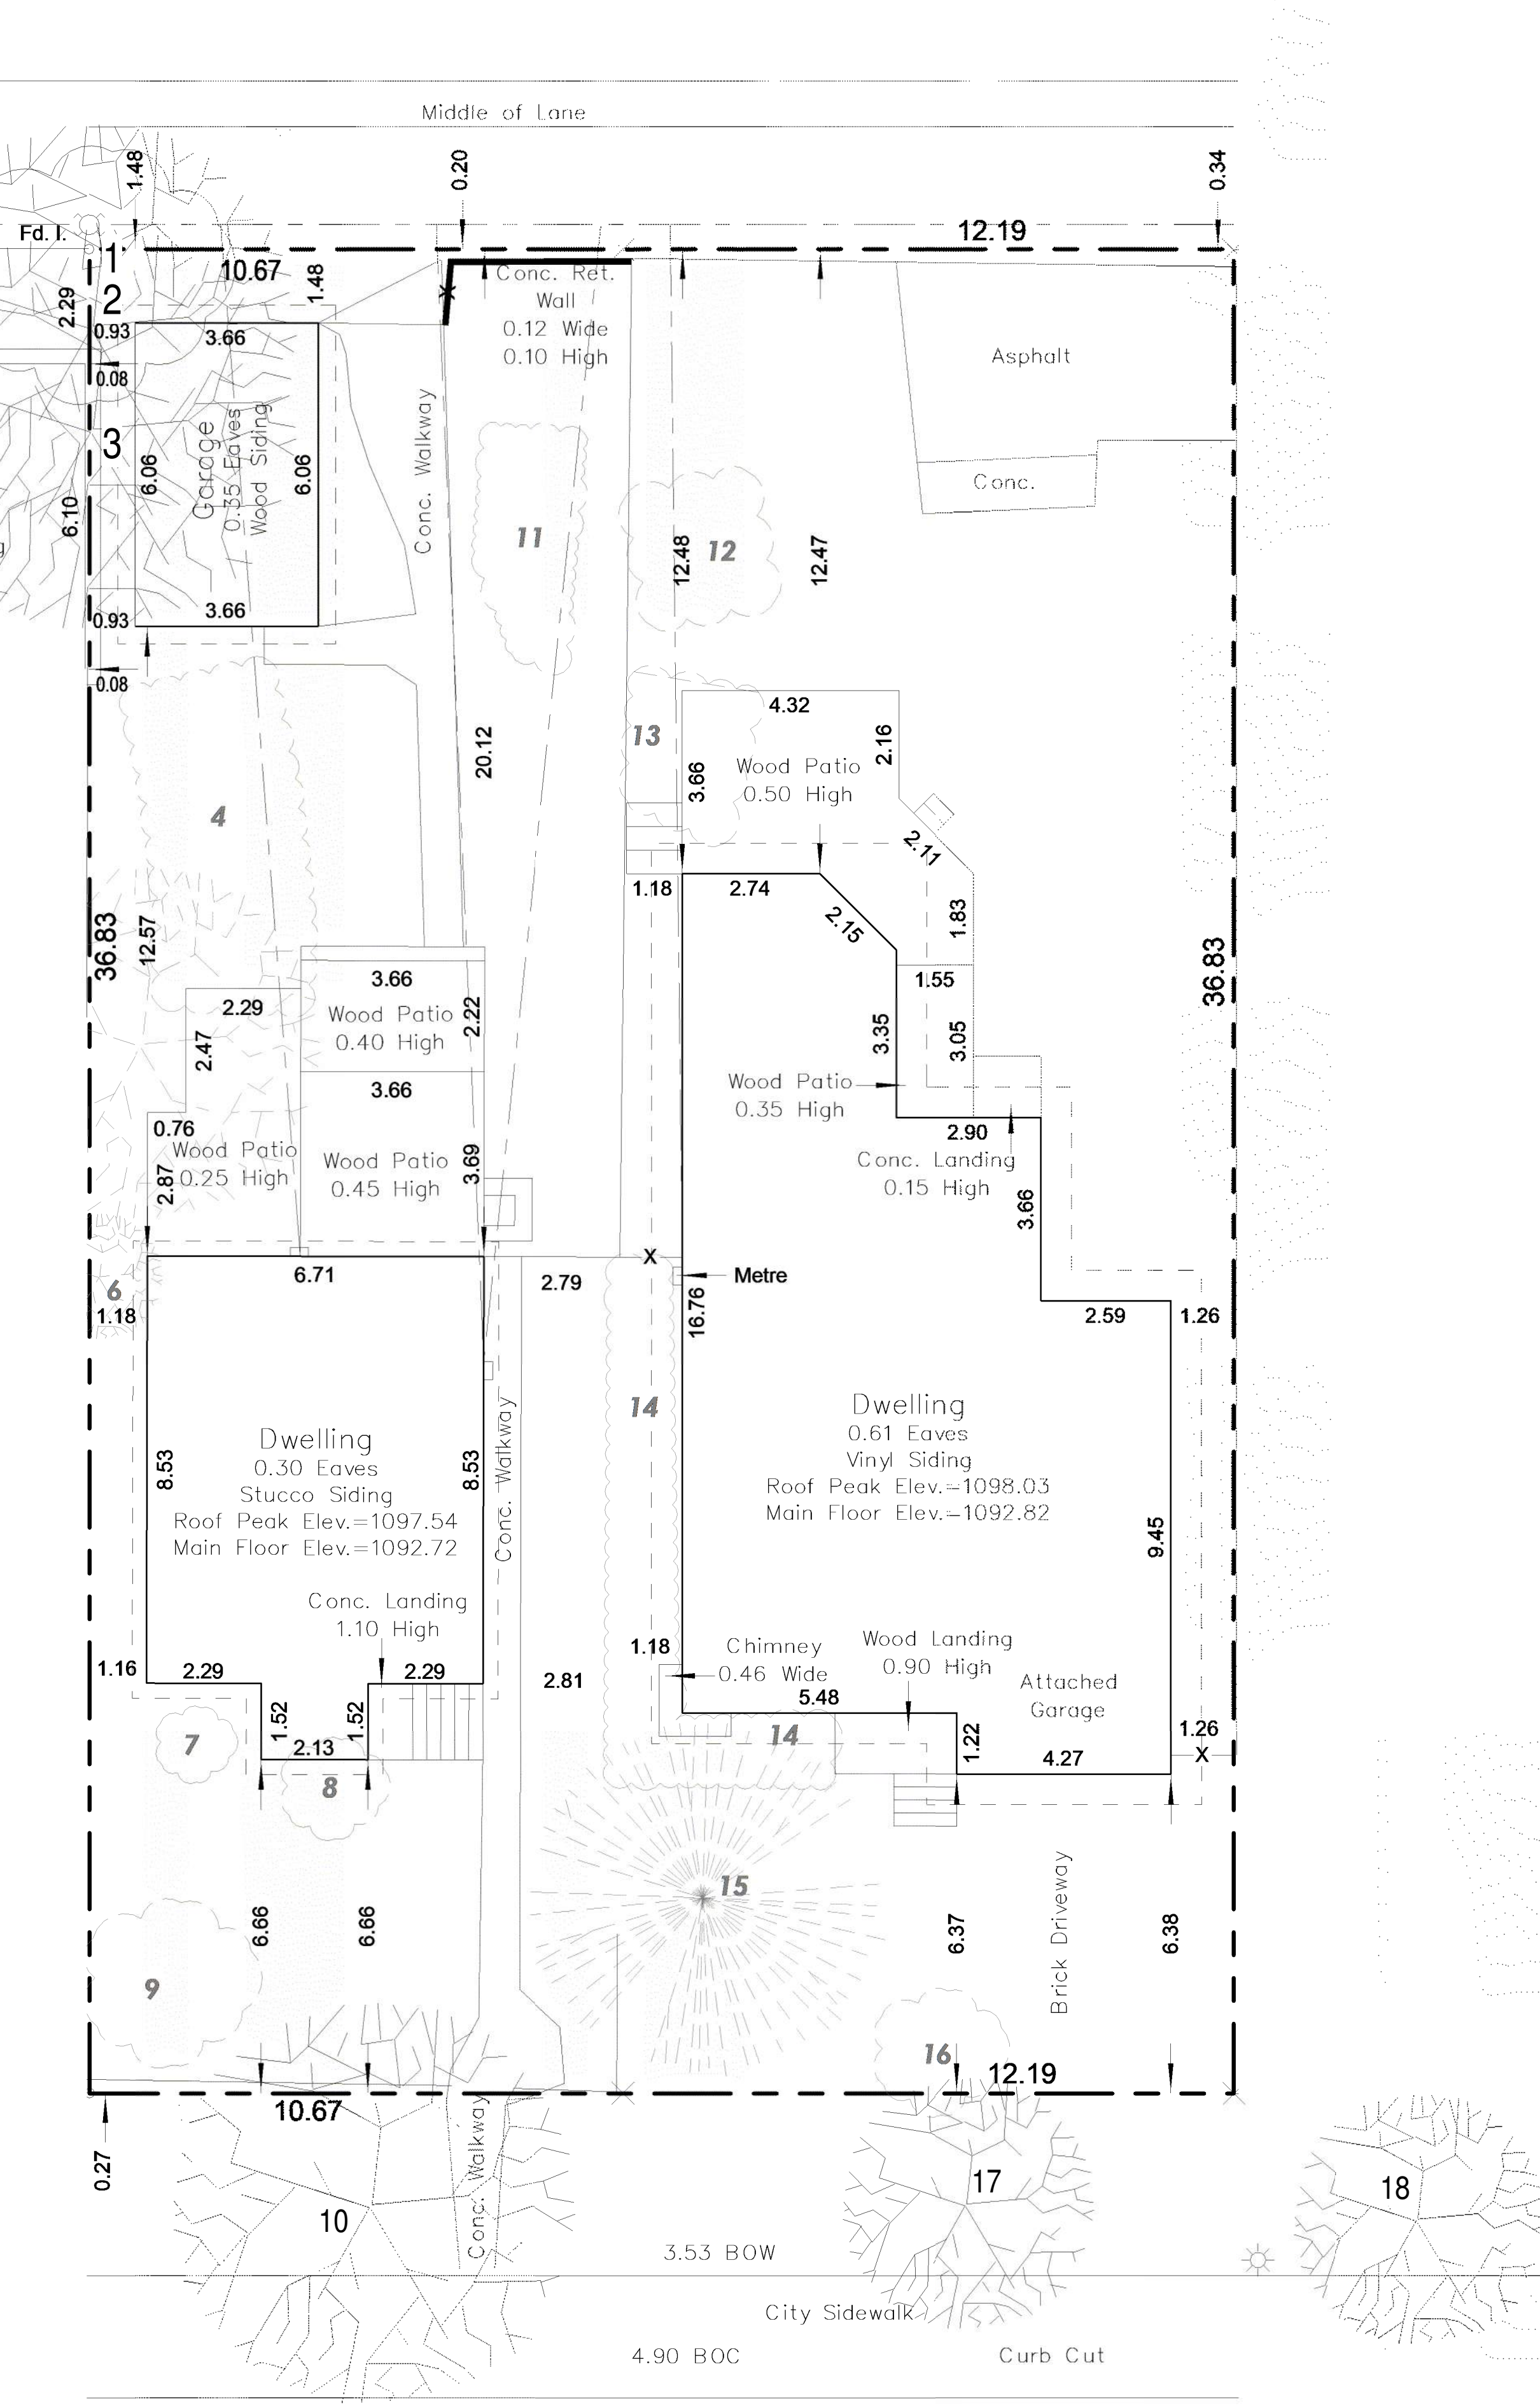 Middle of Lane
1.48
0.20
0.34
Fd. I.
12.19
1
10.67
1.48
2.29
2
0.93
3.66
0.08
Conc. Ret.
Wall
0.12 Wide
0.10 High
Asphalt
3
6.10
6.06
Garage
0.35 Eaves
Wood Siding
6.06
Conc. Walkway
Conc.
11
12.48
12
12.47
0.93
3.66
0.08
4
20.12
13
4.32
3.66
2.16
Wood Patio
0.50 High
2.11
1.18
2.74
2.15
1.83
36.83
12.57
36.83
3.66
1.55
2.29
Wood Patio
0.40 High
2.22
2.47
3.35
3.05
3.66
Wood Patio
0.35 High
0.76
2.90
Wood Patio
0.25 High
2.87
Wood Patio
0.45 High
3.69
Conc. Landing
0.15 High
3.66
6
6.71
2.79
Metre
1.18
16.76
2.59
1.26
14
Dwelling
0.30 Eaves
Stucco Siding
Roof Peak Elev.=1097.54
Main Floor Elev.=1092.72
8.53
8.53
Conc. Walkway
Dwelling
0.61 Eaves
Vinyl Siding
Roof Peak Elev.=1098.03
Main Floor Elev.=1092.82
9.45
Conc. Landing
1.10 High
1.18
Chimney
0.46 Wide
Wood Landing
0.90 High
Attached
Garage
1.16
2.29
2.29
2.81
5.48
1.52
1.52
7
2.13
8
14
1.22
4.27
1.26
15
6.66
6.66
6.37
Brick Driveway
6.38
9
16
12.19
10.67
0.27
Conc. Walkway
10
17
18
3.53 BOW
City Sidewalk
4.90 BOC
Curb Cut